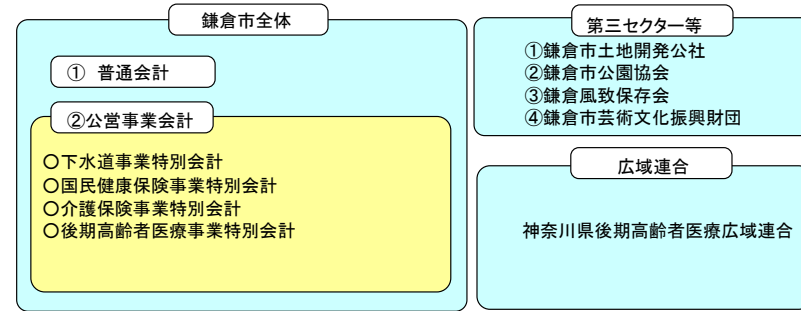 鎌倉市全体
① 普通会計
②公営事業会計
○下水道事業特別会計
○国民健康保険事業特別会計
○介護保険事業特別会計
○後期高齢者医療事業特別会計
第三セクター等
①鎌倉市土地開発公社
②鎌倉市公園協会
③鎌倉風致保存会
④鎌倉市芸術文化振興財団
広域連合
神奈川県後期高齢者医療広域連合